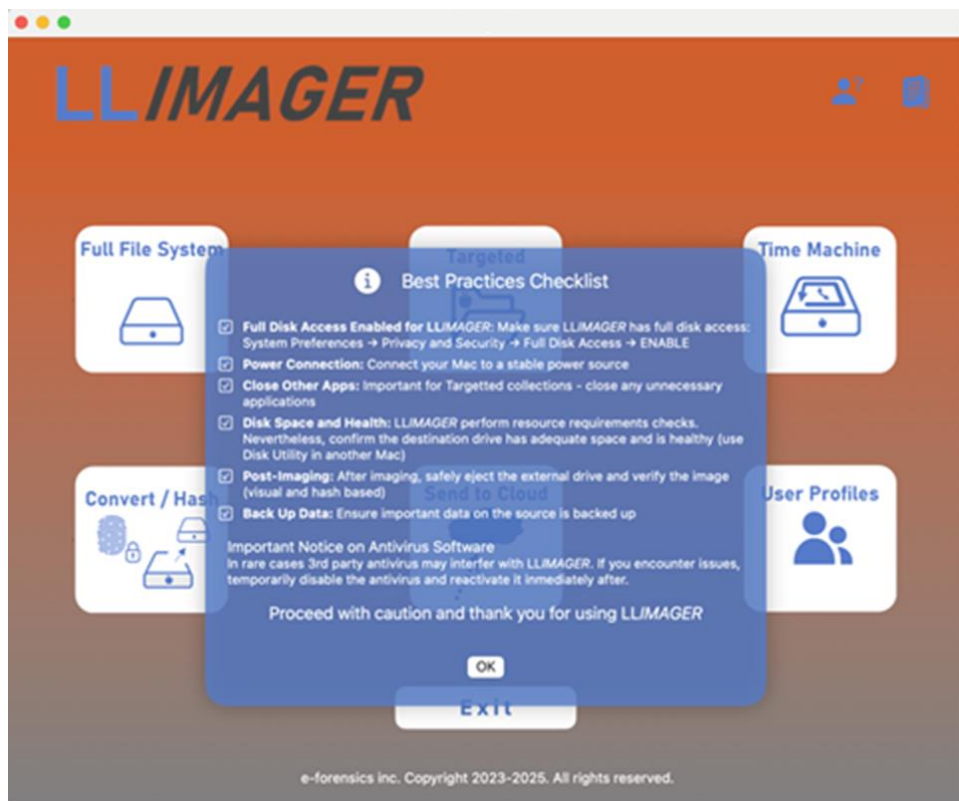 LLIMAGER
Full File System
Targeted
Time Machine
Best Practices Checklist
Full Disk Access Enabled for LLIMAGER: Make sure LLIMAGER has full disk access:
System Preferences → Privacy and Security → Full Disk Access → ENABLE
Power Connection: Connect your Mac to a stable power source
Close Other Apps: Important for Targetted collections - close any unnecessary
applications
Disk Space and Health: LLIMAGER perform resource requirements checks.
Nevertheless, confirm the destination drive has adequate space and is healthy (use
Disk Utility in another Mac)
Post-Imaging: After imaging, safely eject the external drive and verify the image
(visual and hash based)
Back Up Data: Ensure important data on the source is backed up
Convert / Hash
Send to Cloud
User Profiles
Important Notice on Antivirus Software
In rare cases 3rd party antivirus may interfere with LLIMAGER. If you encounter issues,
temporarily disable the antivirus and reactivate it immediately after.
Proceed with caution and thank you for using LLIMAGER
OK
Exit
e-forensics inc. Copyright 2023-2025. All rights reserved.